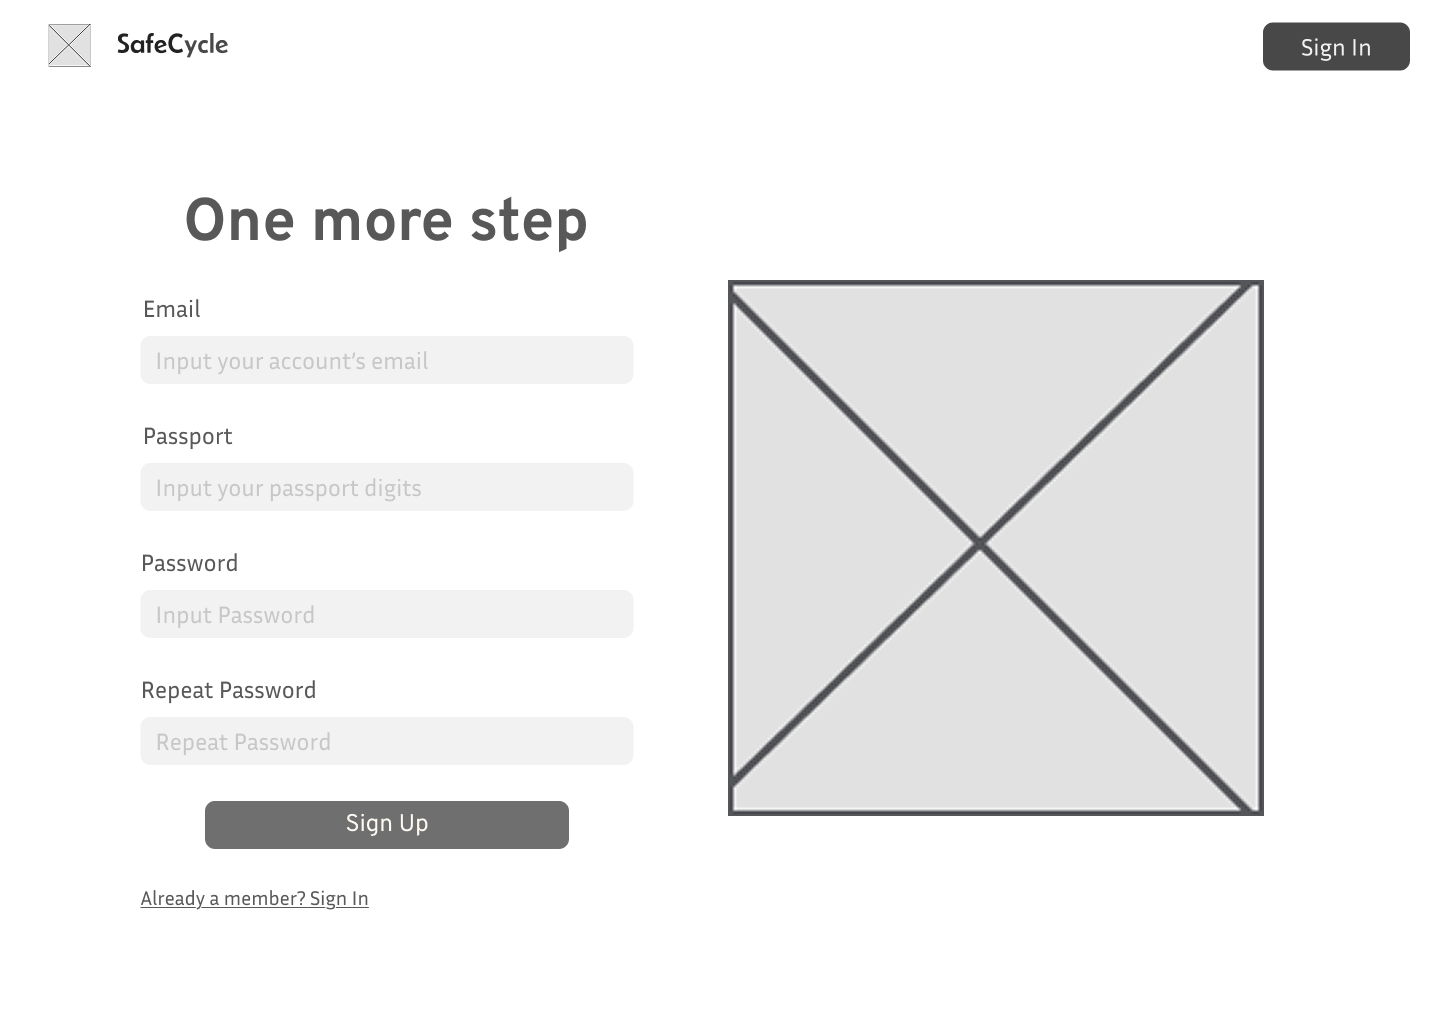 SafeCycle
Sign In
One more step
Email
Input your account’s email
Passport
Input your passport digits
Password
Input Password
Repeat Password
Repeat Password
Sign Up
Already a member? Sign In